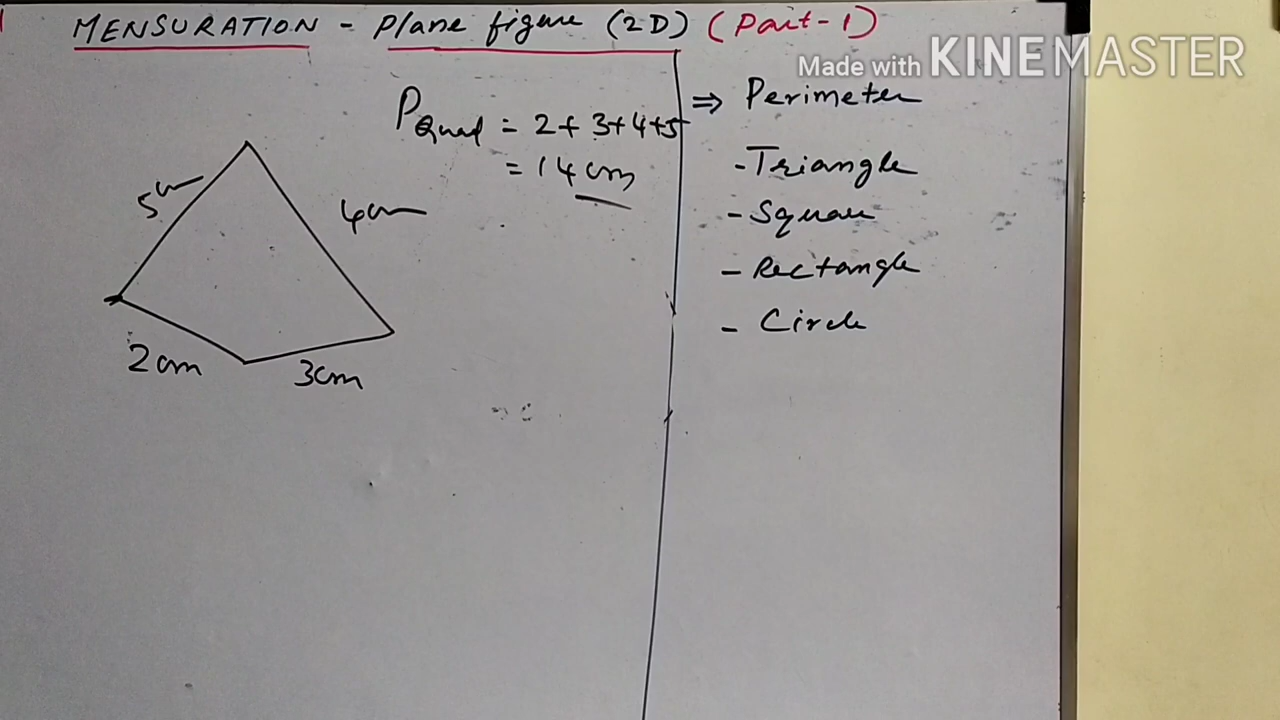 MENSURATION - Plane figure (2D) (Part-1)
Made with KINEMASTER
P Quad = 2+3+4+5
= 14 cm
5cm
4cm
2cm
3cm
⇒ Perimeter
- Triangle
- Square
- Rectangle
- Circle